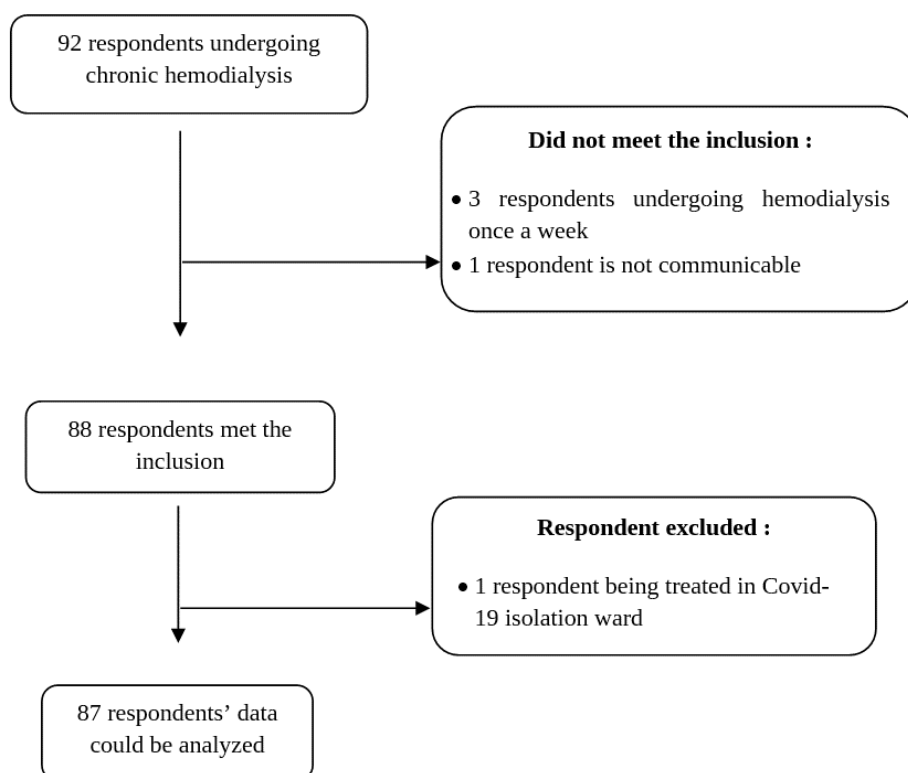 92 respondents undergoing
chronic hemodialysis
Did not meet the inclusion :
• 3 respondents undergoing hemodialysis
once a week
• 1 respondent is not communicable
88 respondents met the
inclusion
Respondent excluded :
• 1 respondent being treated in Covid-
19 isolation ward
87 respondents’ data
could be analyzed